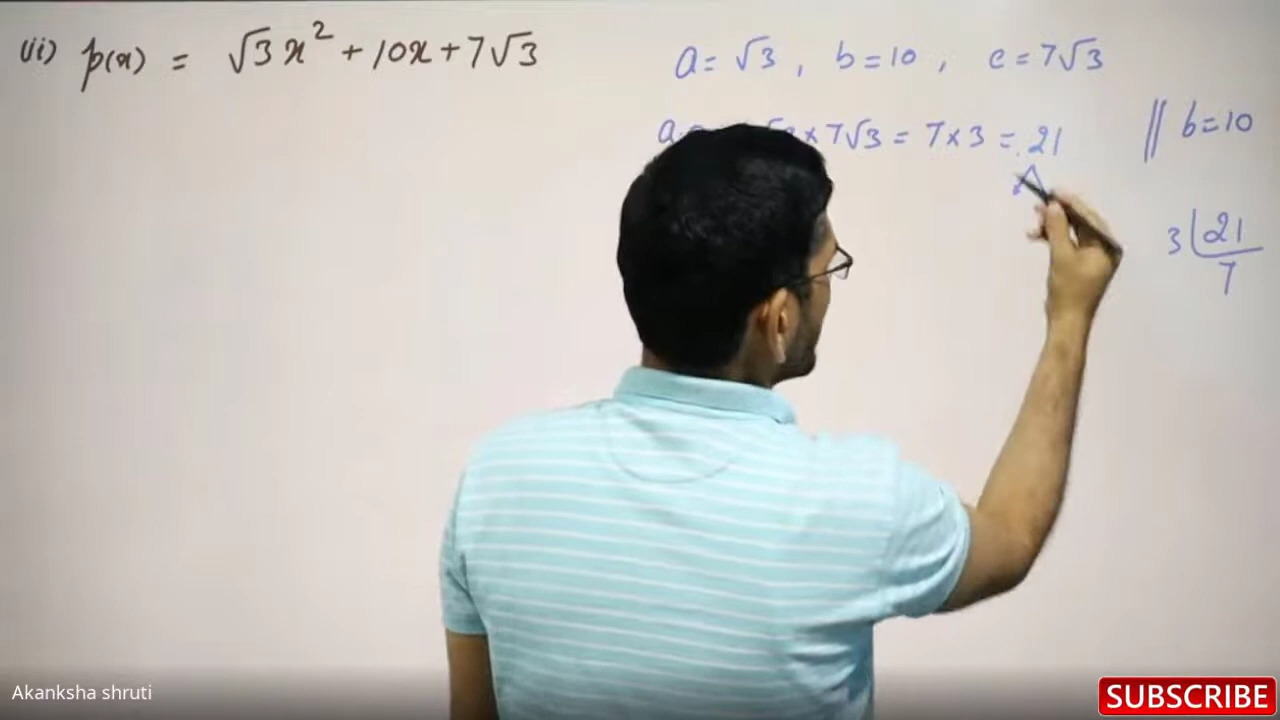 (ii) p(x) = √3x² + 10x + 7√3
a = √3 , b = 10 , c = 7√3
a × 7√3 = 7 × 3 = 21 || b = 10
3 | 21
7
Akanksha shruti
SUBSCRIBE